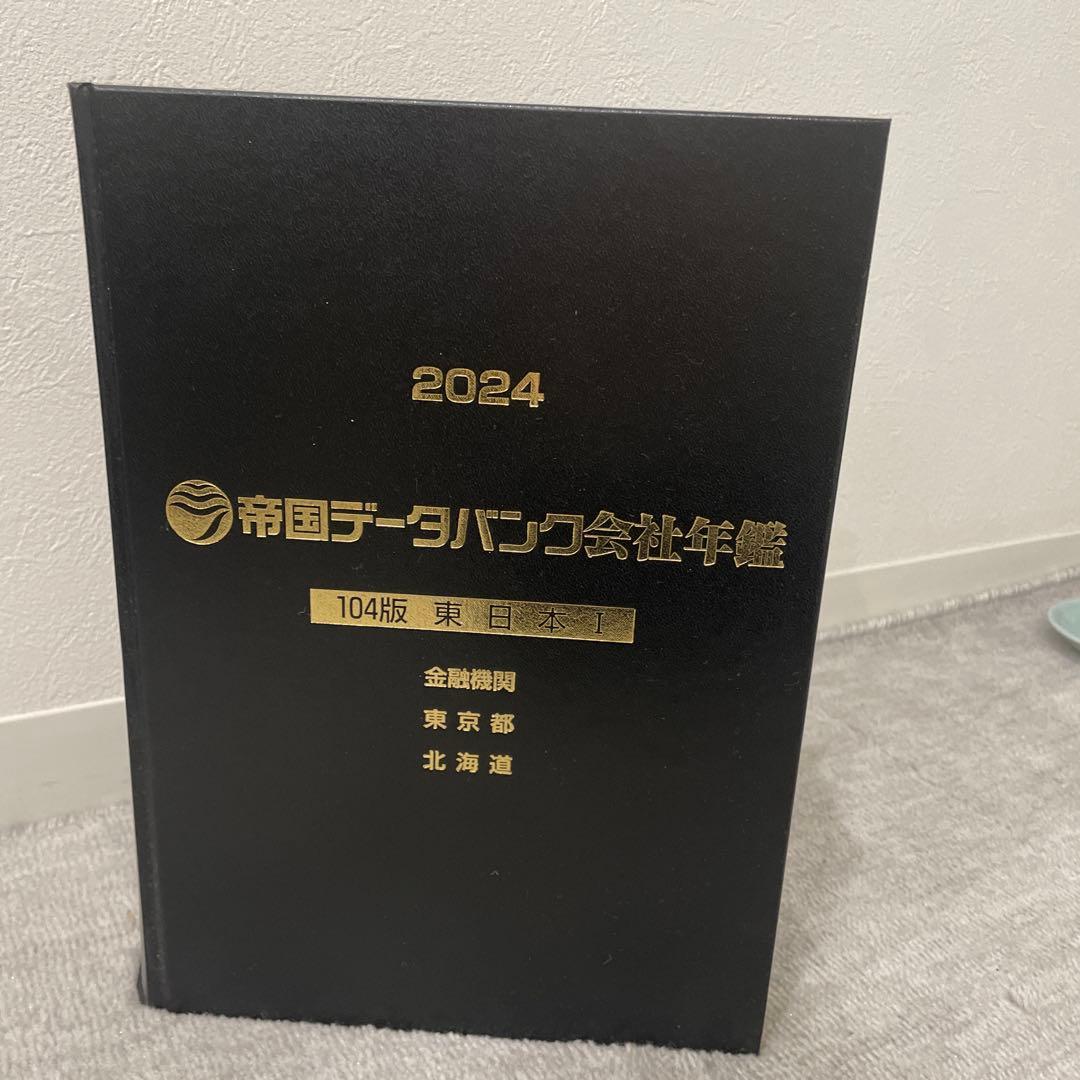 2024
帝国データバンク会社年鑑
104版 東日本 I
金融機関
東京都
北海道